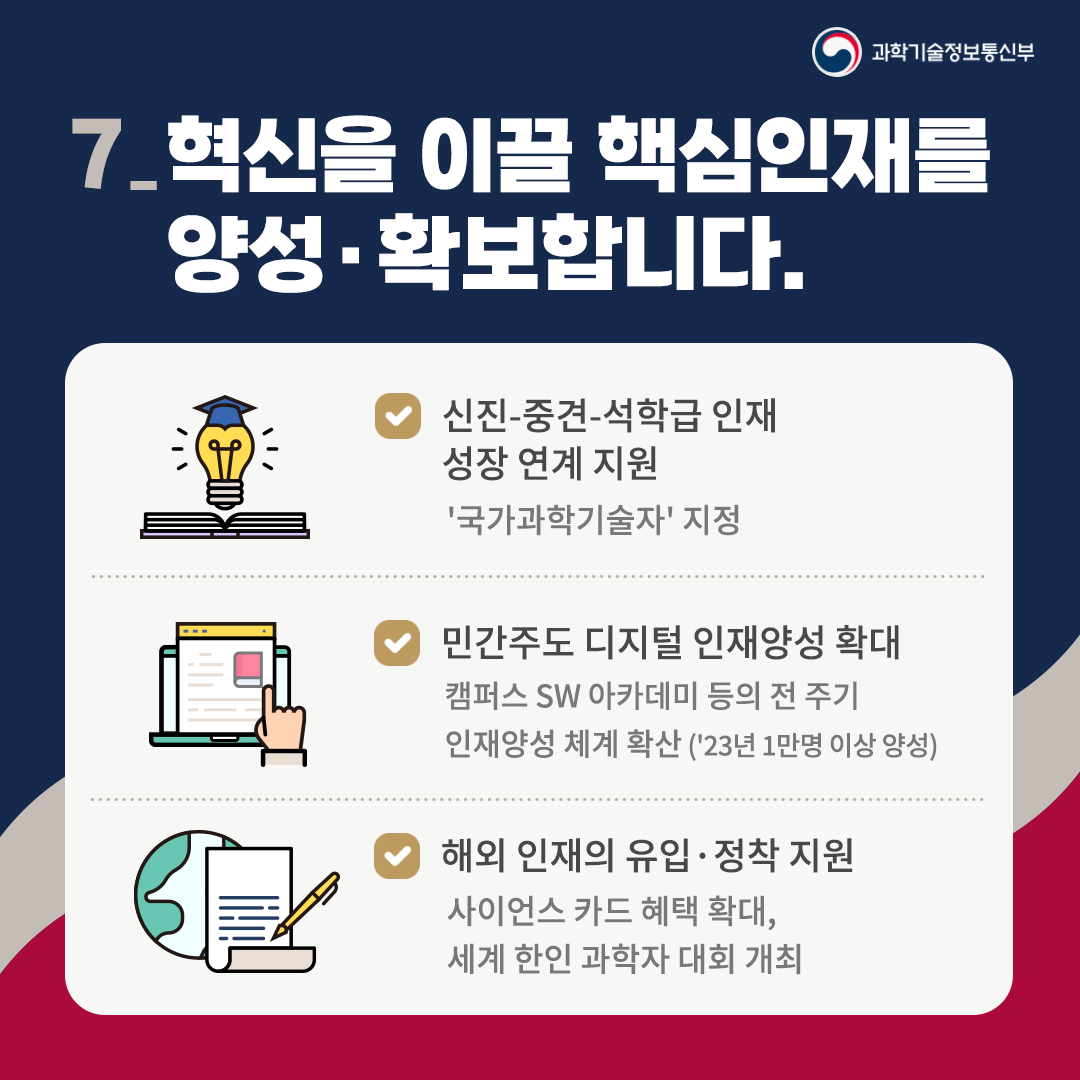 과학기술정보통신부
7_혁신을 이끌 핵심인재를
양성·확보합니다.
신진-중견-석학급 인재
성장 연계 지원
'국가과학기술자' 지정
민간주도 디지털 인재양성 확대
캠퍼스 SW 아카데미 등의 전 주기
인재양성 체계 확산 ('23년 1만명 이상 양성)
해외 인재의 유입·정착 지원
사이언스 카드 혜택 확대,
세계 한인 과학자 대회 개최